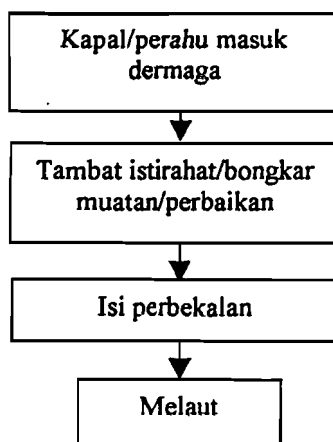 Kapal/perahu masuk
dermaga
Tambat istirahat/bongkar
muatan/perbaikan
Isi perbekalan
Melaut